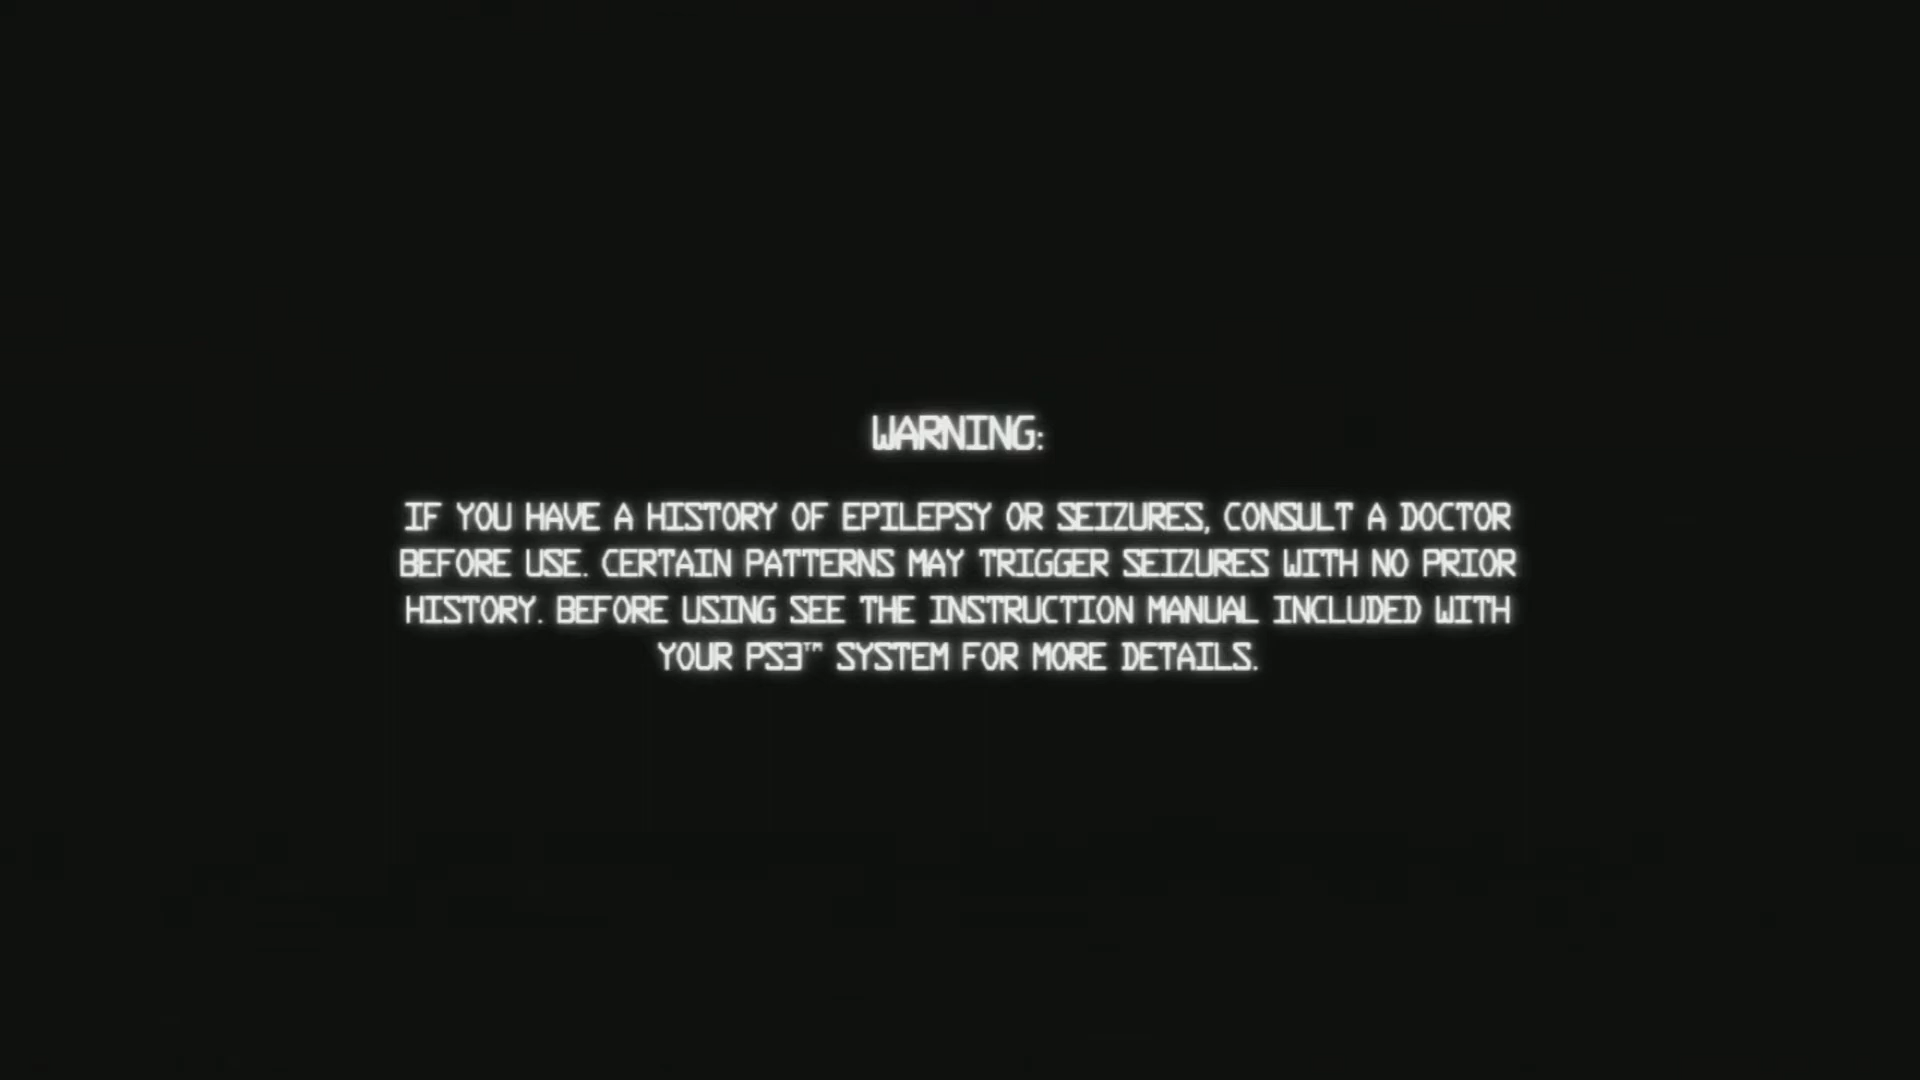 WARNING:
IF YOU HAVE A HISTORY OF EPILEPSY OR SEIZURES, CONSULT A DOCTOR
BEFORE USE. CERTAIN PATTERNS MAY TRIGGER SEIZURES WITH NO PRIOR
HISTORY. BEFORE USING SEE THE INSTRUCTION MANUAL INCLUDED WITH
YOUR PS3™ SYSTEM FOR MORE DETAILS.